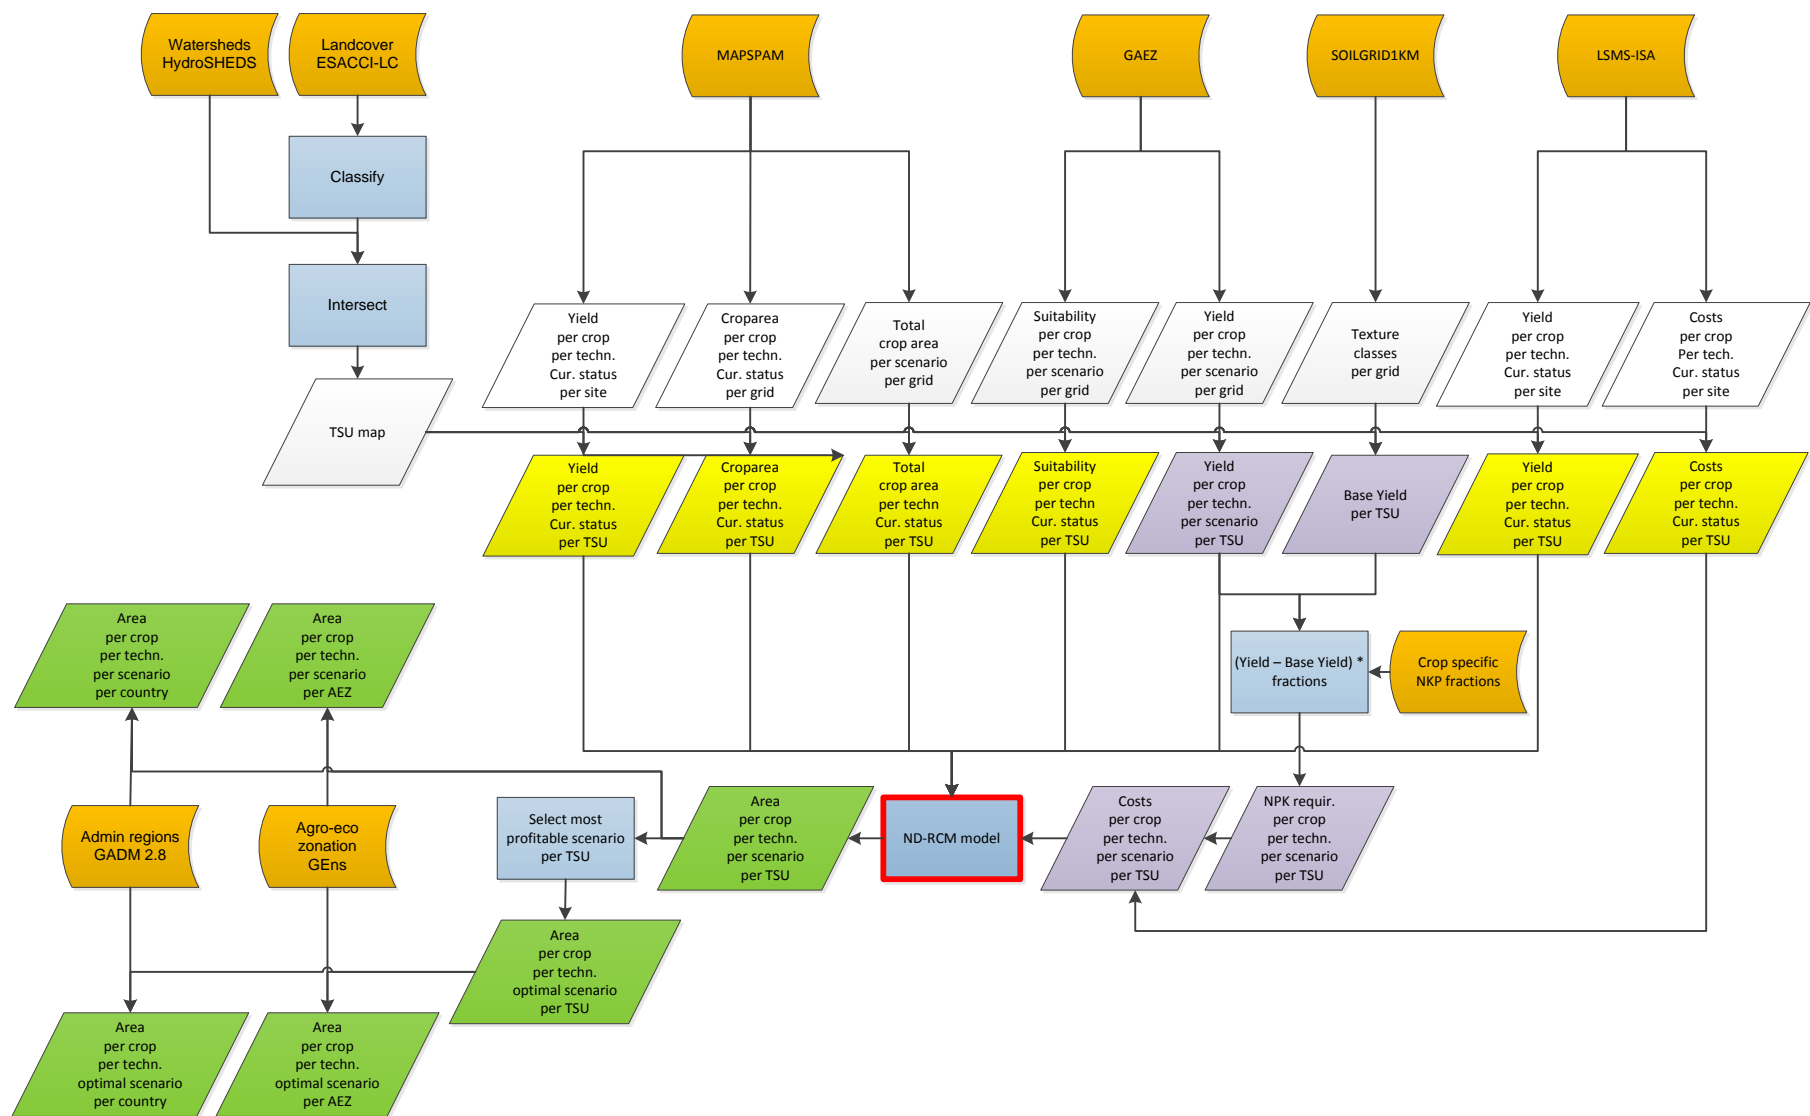 Watersheds
HydroSHEDS
Landcover
ESACCI-LC
MAPSPAM
GAEZ
SOILGRID1KM
LSMS-ISA
Classify
Intersect
TSU map
Yield
per crop
per techn.
Cur. status
per site
Croparea
per crop
per techn.
Cur. status
per grid
Total
crop area
per scenario
per grid
Suitability
per crop
per techn.
per scenario
per grid
Yield
per crop
per techn.
per scenario
per grid
Texture
classes
per grid
Yield
per crop
per techn.
Cur. status
per site
Costs
per crop
Per tech.
Cur. status
per site
Yield
per crop
per techn.
Cur. status
per TSU
Croparea
per crop
per techn.
Cur. status
per TSU
Total
crop area
per techn
Cur. status
per TSU
Suitability
per crop
per techn
Cur. status
per TSU
Yield
per crop
per techn.
per scenario
per TSU
Base Yield
per TSU
Yield
per crop
per techn.
Cur. status
per TSU
Costs
per crop
per techn.
Cur. status
per TSU
Area
per crop
per techn.
per scenario
per country
Area
per crop
per techn.
per scenario
per AEZ
(Yield – Base Yield) *
fractions
Crop specific
NKP fractions
Admin regions
GADM 2.8
Agro-eco
zonation
GEns
Select most
profitable scenario
per TSU
Area
per crop
per techn.
per scenario
per TSU
ND-RCM model
Costs
per crop
per techn.
per scenario
per TSU
NPK requir.
per crop
per techn.
per scenario
per TSU
Area
per crop
per techn.
optimal scenario
per TSU
Area
per crop
per techn.
optimal scenario
per country
Area
per crop
per techn.
optimal scenario
per AEZ